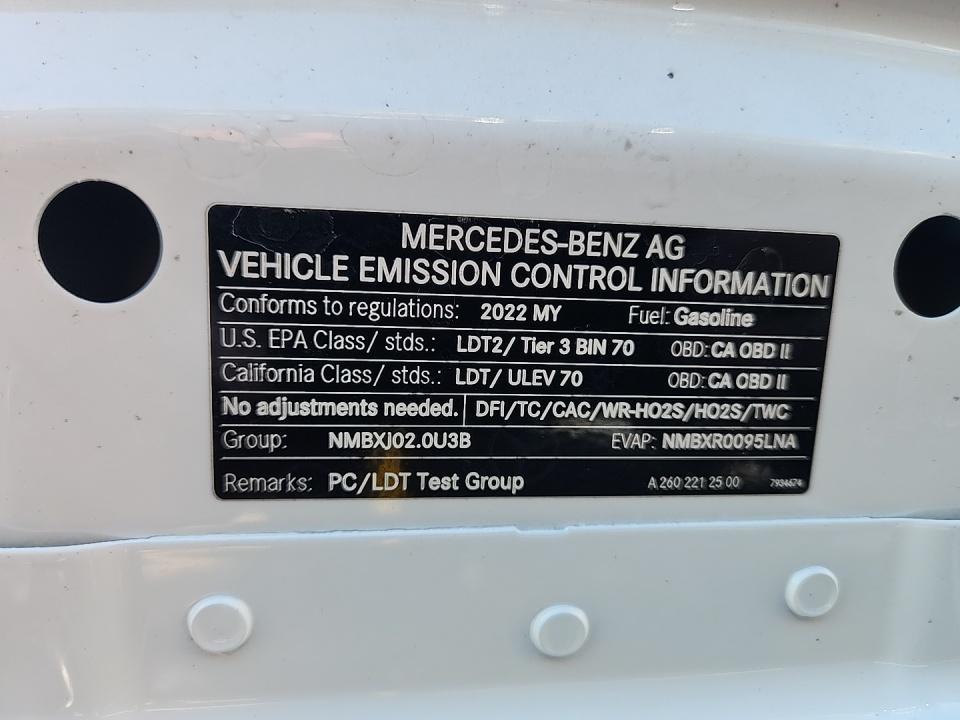 MERCEDES-BENZ AG
VEHICLE EMISSION CONTROL INFORMATION
Conforms to regulations: 2022 MY Fuel: Gasoline
U.S. EPA Class/ stds.: LDT2/ Tier 3 BIN 70 OBD: CA OBD II
California Class/ stds.: LDT/ ULEV 70 OBD: CA OBD II
No adjustments needed. DFI/TC/CAC/WR-HO2S/HO2S/TWC
Group: NMBXJ02.0U3B EVAP: NMBXR0095LNA
Remarks: PC/LDT Test Group A 260 221 25 00 7934674